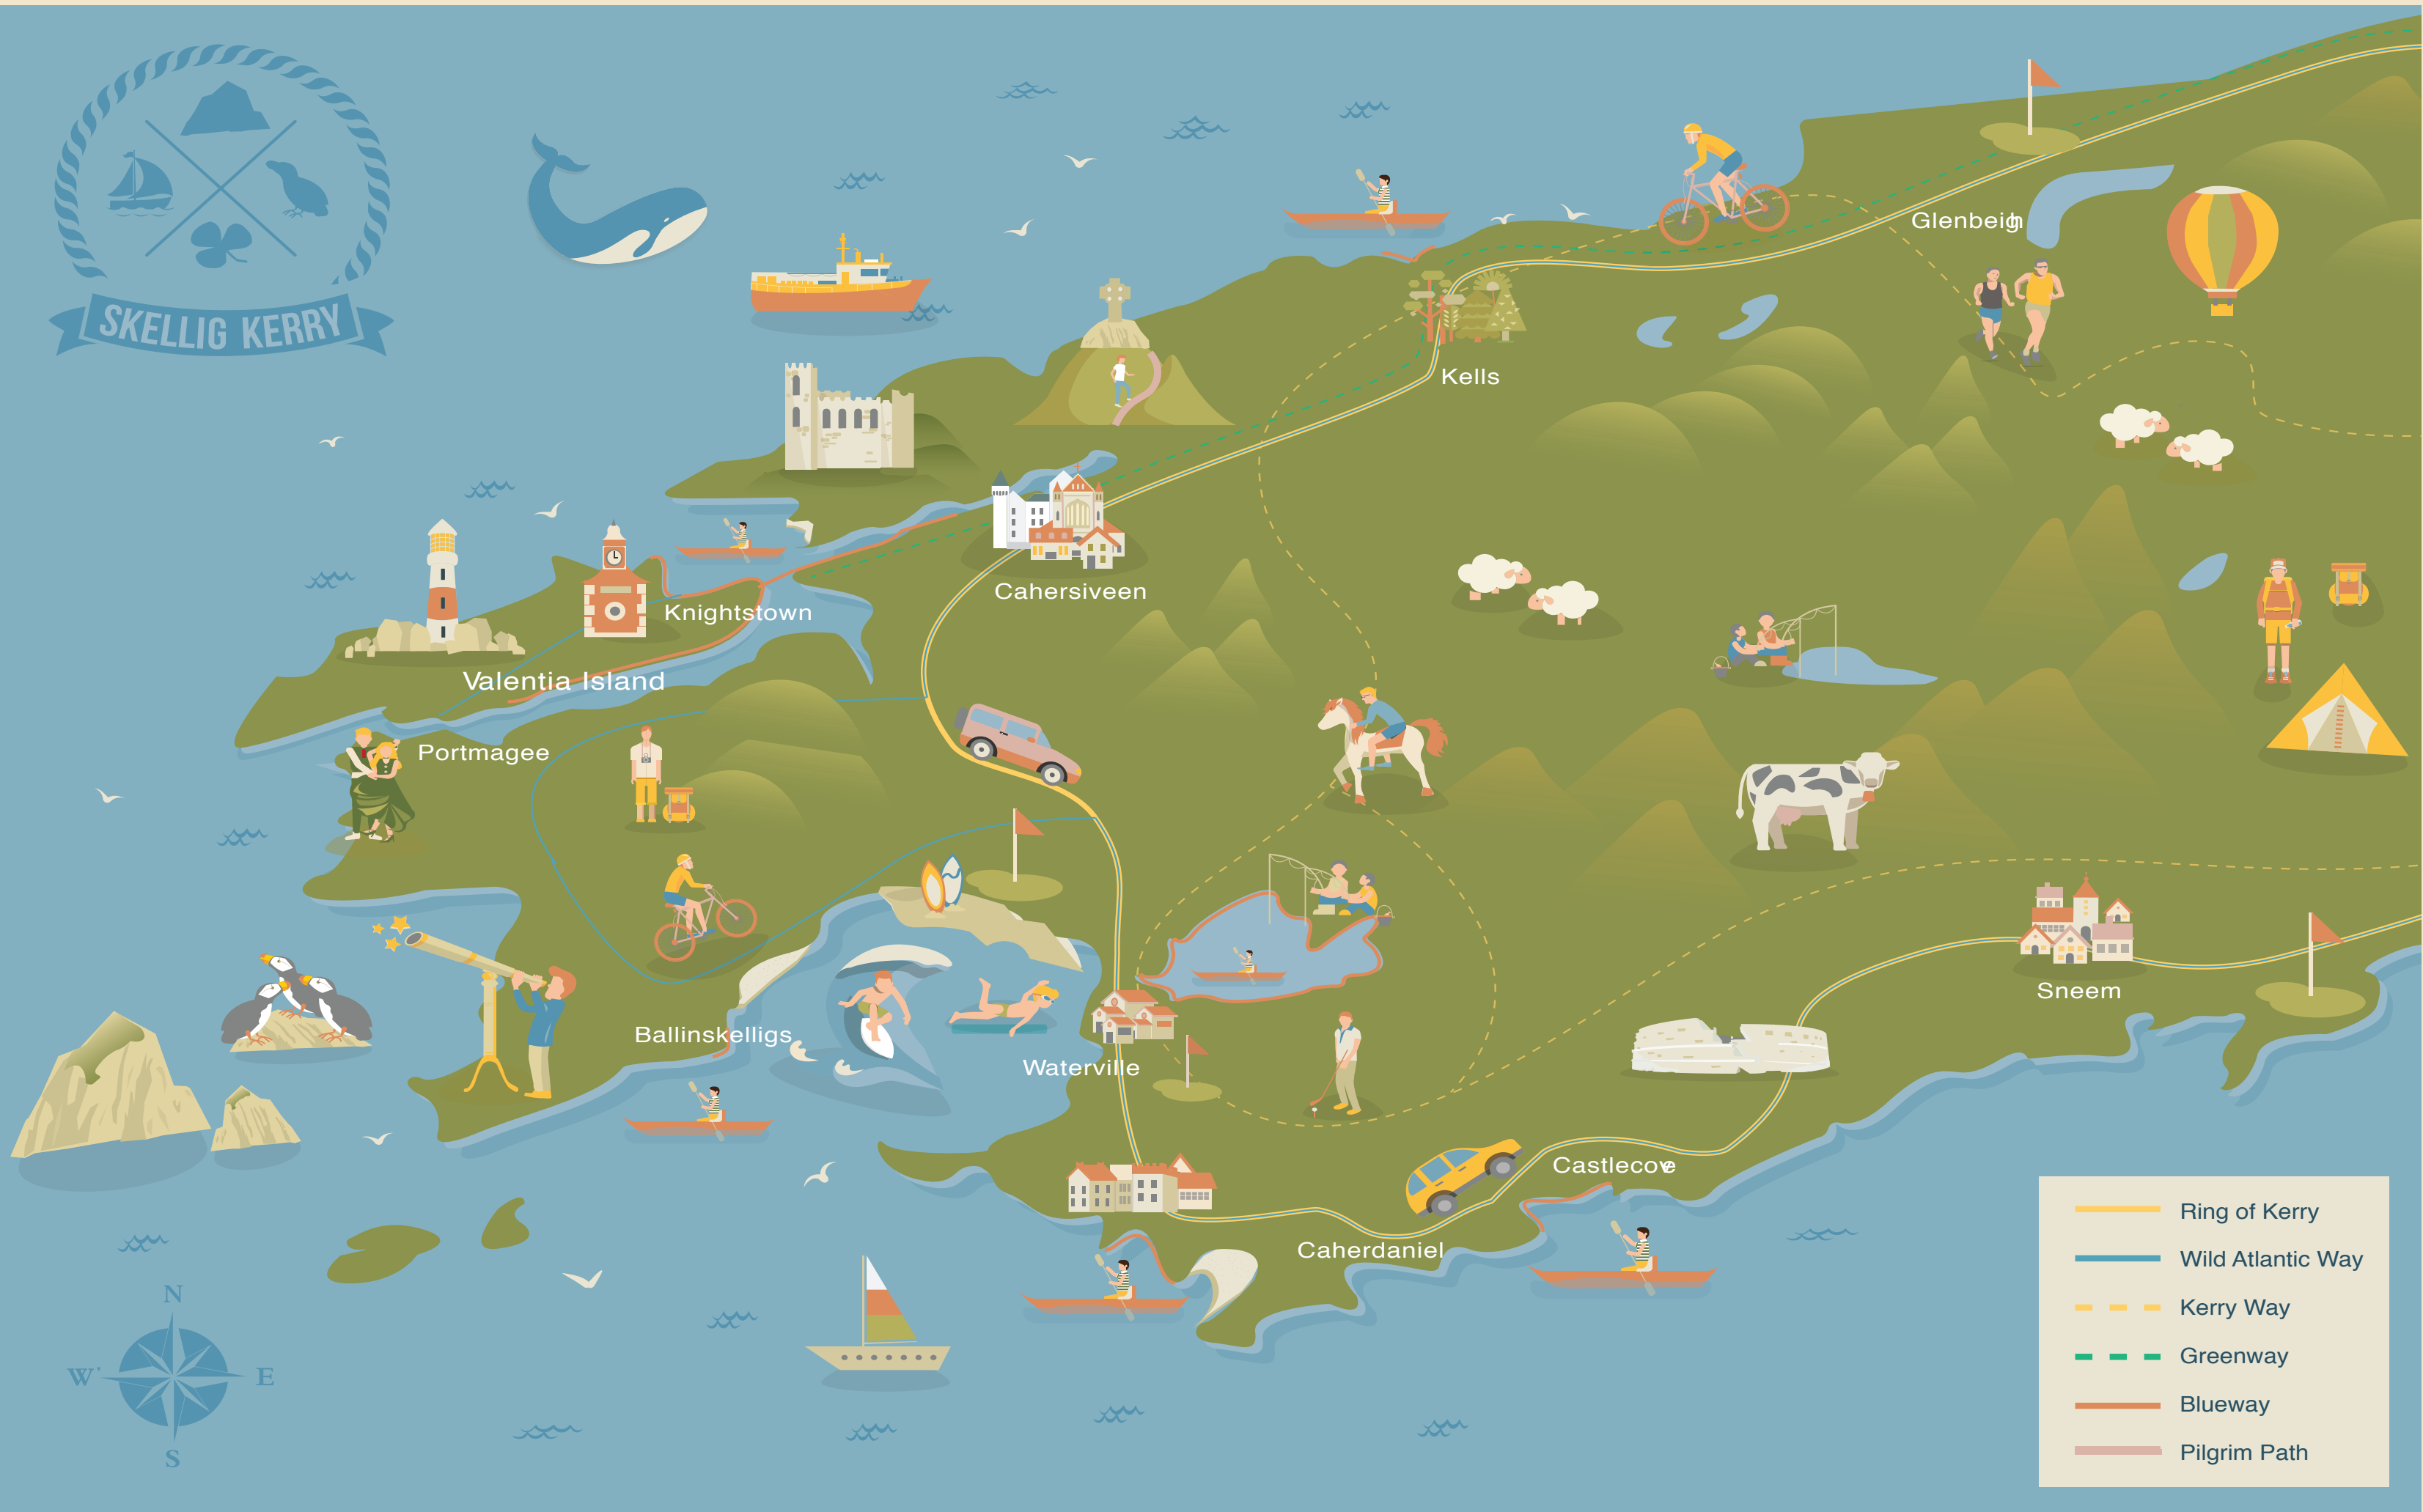 SKELLIG KERRY
Glenbeigh
Kells
Cahersiveen
Knightstown
Valentia Island
Portmagee
Sneem
Ballinskelligs
Waterville
Castlecove
Caherdaniel
N
W
E
S
Ring of Kerry
Wild Atlantic Way
Kerry Way
Greenway
Blueway
Pilgrim Path